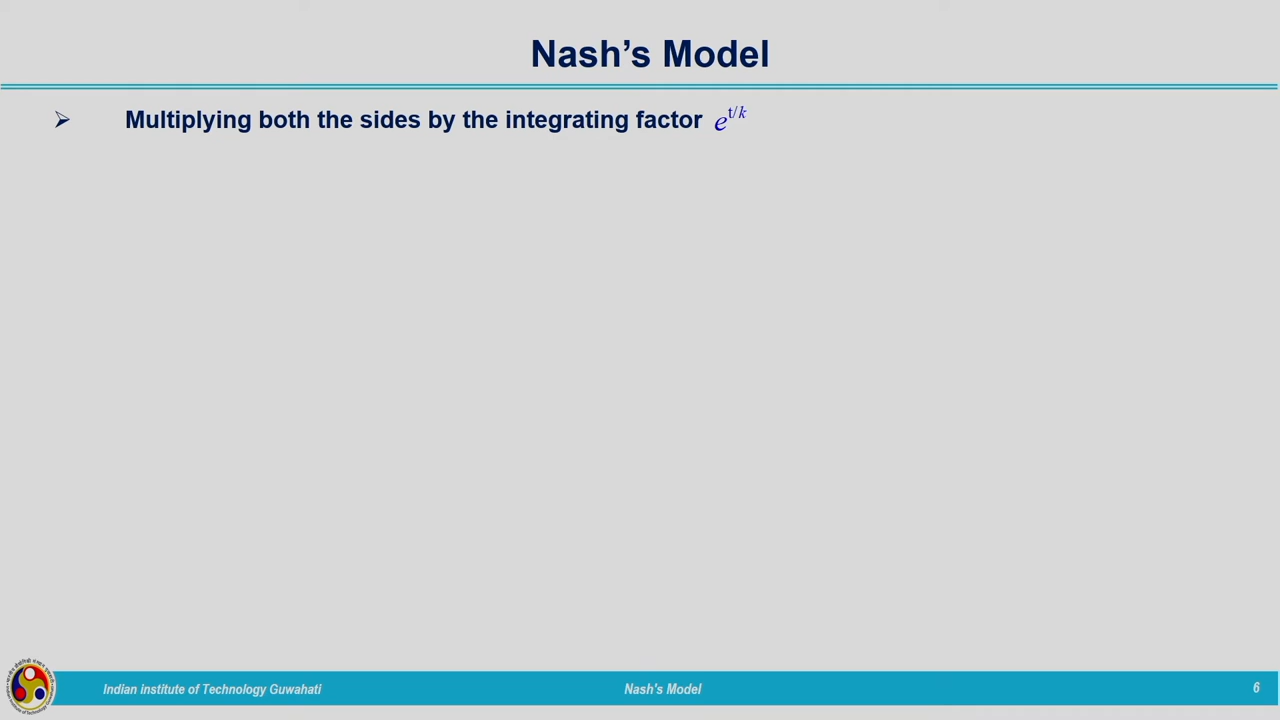 Nash's Model
➢ Multiplying both the sides by the integrating factor e^{t/k}
Indian institute of Technology Guwahati
Nash's Model
6